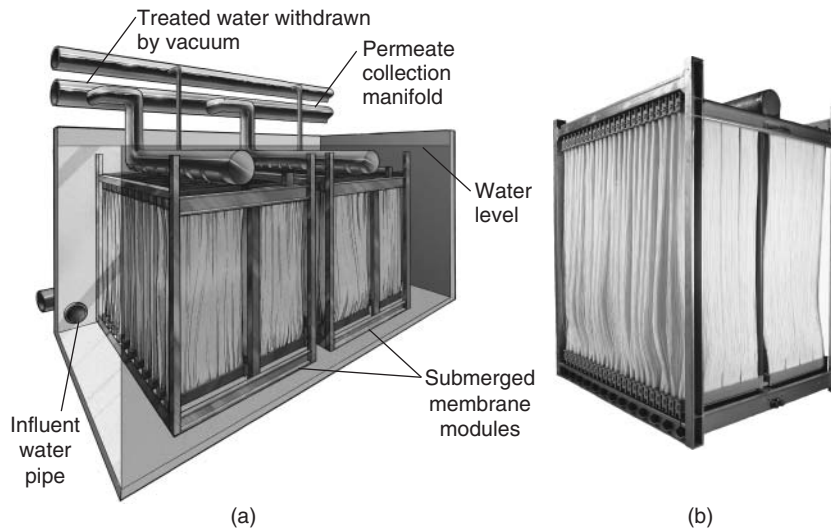 Treated water withdrawn
by vacuum
Permeate
collection
manifold
Water
level
Submerged
membrane
modules
Influent
water
pipe
(a)
(b)